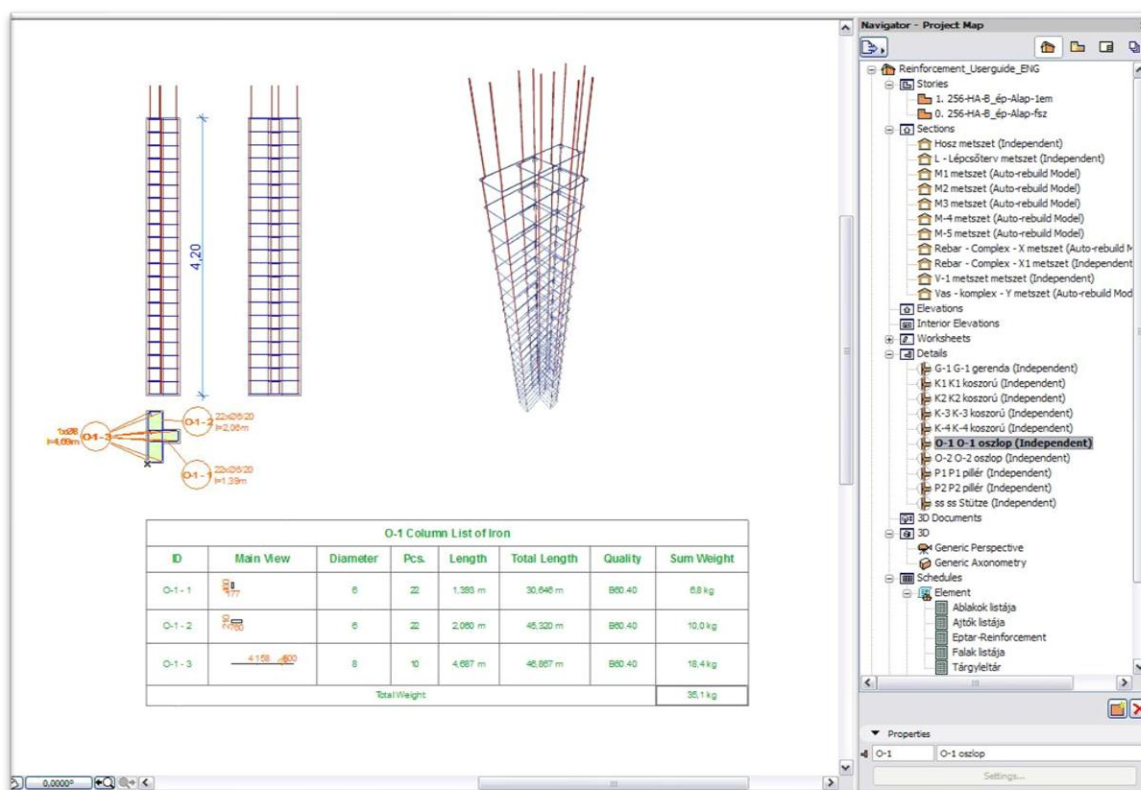 Navigator - Project Map
Reinforcement_Userguide_ENG
Stories
1. 256-HA-B_ép-Alap-1em
0. 256-HA-B_ép-Alap-fsz
Sections
Hosz metszet (Independent)
L - Lépcsőterv metszet (Independent)
M1 metszet (Auto-rebuild Model)
M2 metszet (Auto-rebuild Model)
M3 metszet (Auto-rebuild Model)
M-4 metszet (Auto-rebuild Model)
M-5 metszet (Auto-rebuild Model)
Rebar - Complex - X metszet (Auto-rebuild M
Rebar - Complex - X1 metszet (Independent
V-1 metszet metszet (Independent)
Vas - komplex - Y metszet (Auto-rebuild Mod
Elevations
Interior Elevations
Worksheets
Details
G-1 G-1 gerenda (Independent)
K1 K1 koszorú (Independent)
K2 K2 koszorú (Independent)
K-3 K-3 koszorú (Independent)
K-4 K-4 koszorú (Independent)
O-1 O-1 oszlop (Independent)
O-2 O-2 oszlop (Independent)
P1 P1 pillér (Independent)
P2 P2 pillér (Independent)
ss ss Stütze (Independent)
3D Documents
3D
Generic Perspective
Generic Axonometry
Schedules
Element
Ablakok listája
Ajtók listája
Eptar-Reinforcement
Falak listája
Tárgyleltár
Properties
O-1 O-1 oszlop
Settings...
4,20
O-1-2
22xØ6/20
l=2,06m
O-1-3
O-1-1
22xØ6/20
l=1,39m
O-1 Column List of Iron
ID Main View Diameter Pcs. Length Total Length Quality Sum Weight
O-1 - 1 6 22 1,393 m 30,646 m B60.40 6,8 kg
O-1 - 2 6 22 2,060 m 45,320 m B60.40 10,0 kg
O-1 - 3 4 158 600 8 10 4,687 m 46,867 m B60.40 18,4 kg
Total Weight: 35,1 kg
0,0000°